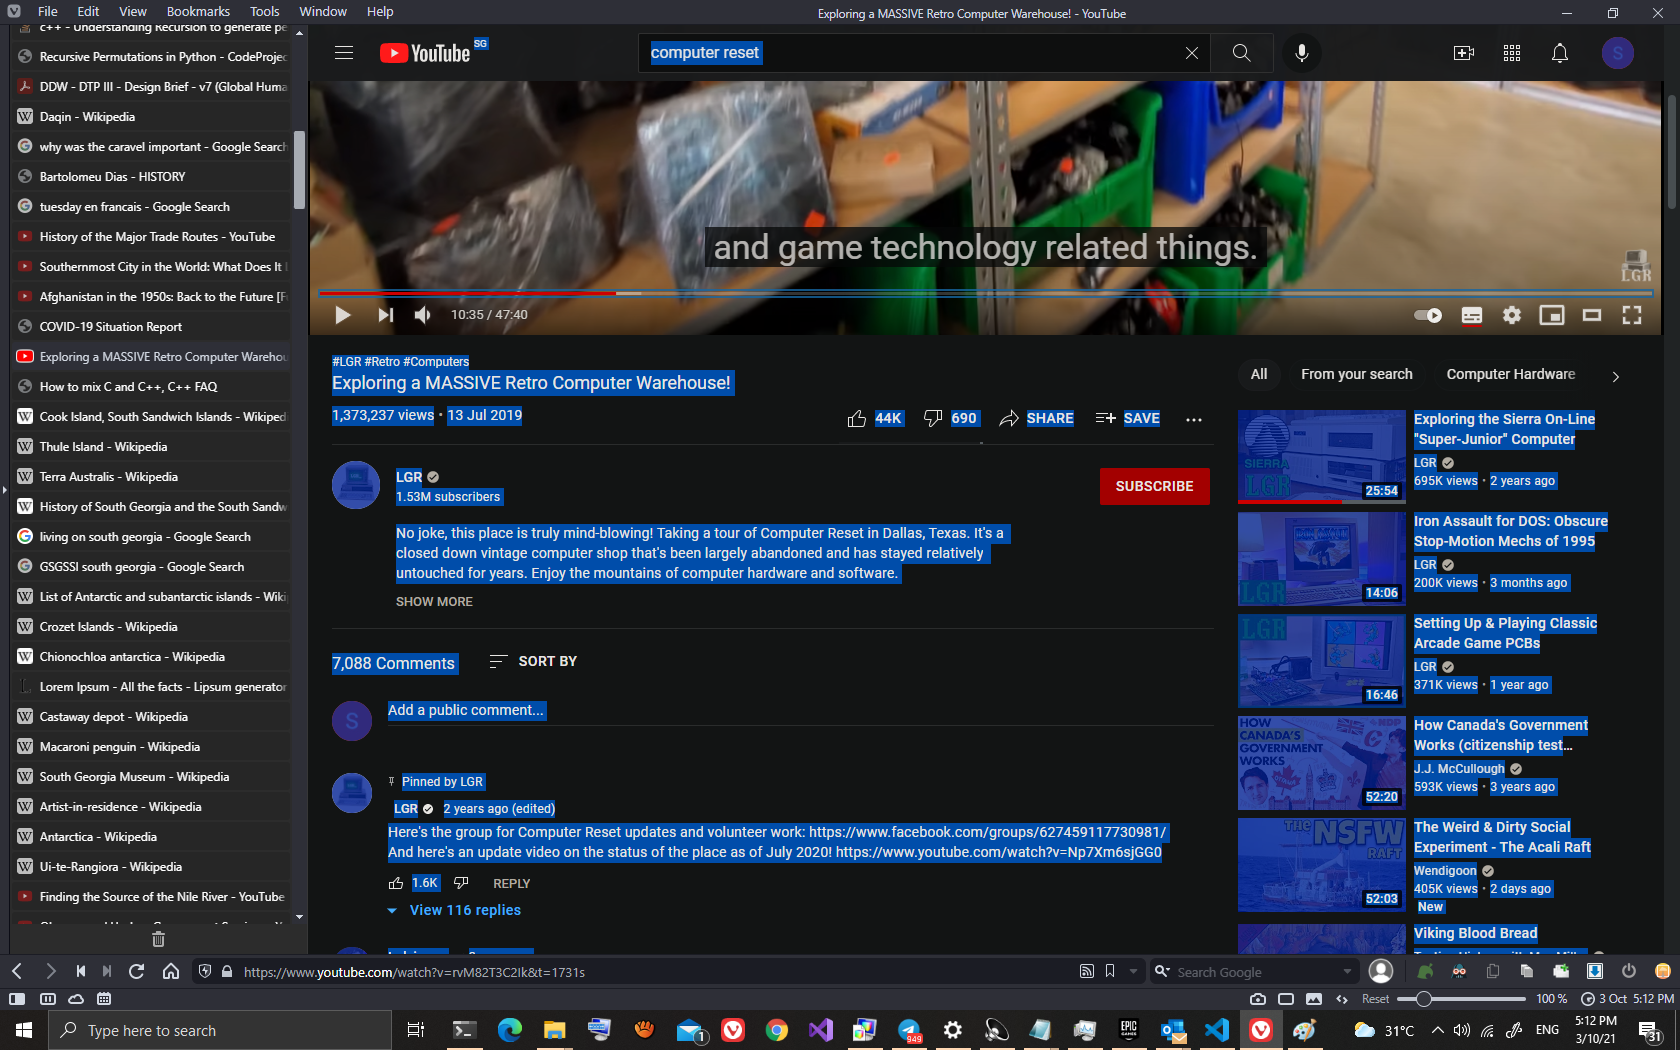 File Edit View Bookmarks Tools Window Help
Exploring a MASSIVE Retro Computer Warehouse! - YouTube
c++ - Understanding Recursion to generate pe
Recursive Permutations in Python - CodeProjec
DDW - DTP III - Design Brief - v7 (Global Huma
Daqin - Wikipedia
why was the caravel important - Google Search
Bartolomeu Dias - HISTORY
tuesday en francais - Google Search
History of the Major Trade Routes - YouTube
Southernmost City in the World: What Does It
Afghanistan in the 1950s: Back to the Future [F
COVID-19 Situation Report
Exploring a MASSIVE Retro Computer Warehou
How to mix C and C++, C++ FAQ
Cook Island, South Sandwich Islands - Wikiped
Thule Island - Wikipedia
Terra Australis - Wikipedia
History of South Georgia and the South Sandw
living on south georgia - Google Search
GSGSSI south georgia - Google Search
List of Antarctic and subantarctic islands - Wiki
Crozet Islands - Wikipedia
Chionochloa antarctica - Wikipedia
Lorem Ipsum - All the facts - Lipsum generator
Castaway depot - Wikipedia
Macaroni penguin - Wikipedia
South Georgia Museum - Wikipedia
Artist-in-residence - Wikipedia
Antarctica - Wikipedia
Ui-te-Rangiora - Wikipedia
Finding the Source of the Nile River - YouTube
YouTube SG
computer reset
S
and game technology related things.
LGR
10:35 / 47:40
#LGR #Retro #Computers
Exploring a MASSIVE Retro Computer Warehouse!
1,373,237 views • 13 Jul 2019
44K 690 SHARE SAVE
LGR
1.53M subscribers
SUBSCRIBE
No joke, this place is truly mind-blowing! Taking a tour of Computer Reset in Dallas, Texas. It's a
closed down vintage computer shop that's been largely abandoned and has stayed relatively
untouched for years. Enjoy the mountains of computer hardware and software.
SHOW MORE
7,088 Comments SORT BY
S
Add a public comment...
Pinned by LGR
LGR 2 years ago (edited)
Here's the group for Computer Reset updates and volunteer work: https://www.facebook.com/groups/627459117730981/
And here's an update video on the status of the place as of July 2020! https://www.youtube.com/watch?v=Np7Xm6sjGG0
1.6K REPLY
View 116 replies
All From your search Computer Hardware
SIERRA
LGR
25:54
Exploring the Sierra On-Line
"Super-Junior" Computer
LGR
695K views • 2 years ago
LGR
14:06
Iron Assault for DOS: Obscure
Stop-Motion Mechs of 1995
LGR
200K views • 3 months ago
LGR
16:46
Setting Up & Playing Classic
Arcade Game PCBs
LGR
371K views • 1 year ago
HOW
CANADA'S
GOVERNMENT
WORKS
NDP
52:20
How Canada's Government
Works (citizenship test...
J.J. McCullough
593K views • 3 years ago
THE NSFW
RAFT
52:03
The Weird & Dirty Social
Experiment - The Acali Raft
Wendigoon
405K views • 2 days ago
New
Viking Blood Bread
https://www.youtube.com/watch?v=rvM82T3C2Ik&t=1731s
Search Google
Reset 100 % 3 Oct 5:12 PM
Type here to search
1
EPIC
GAMES
949
31°C
ENG
5:12 PM
3/10/21
31